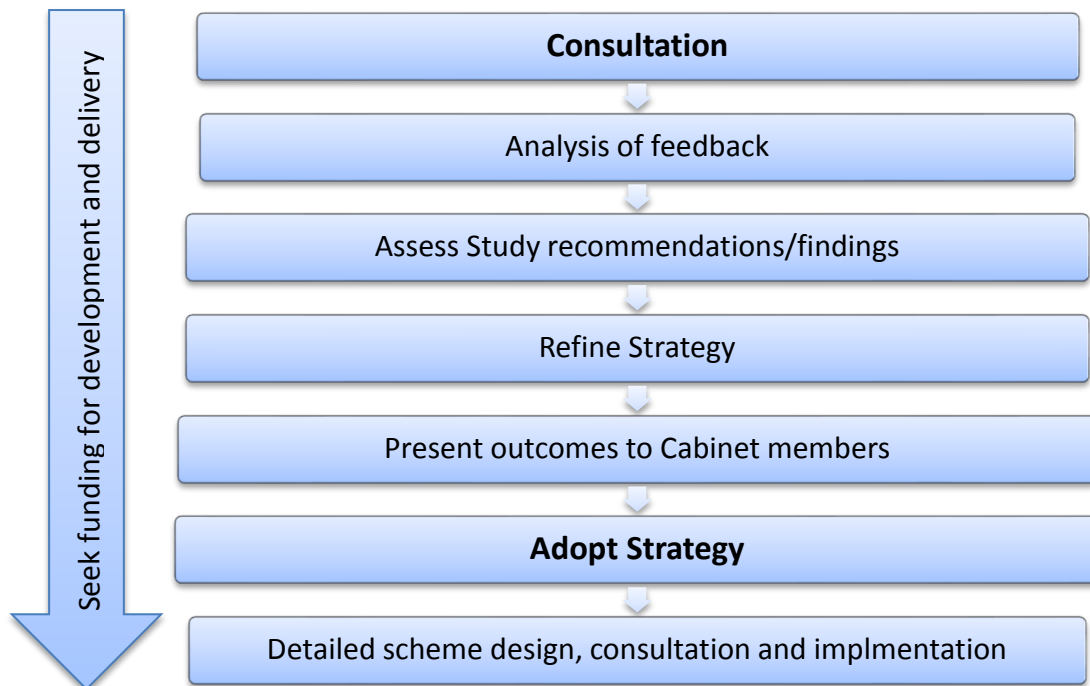 Seek funding for development and delivery
Consultation
Analysis of feedback
Assess Study recommendations/findings
Refine Strategy
Present outcomes to Cabinet members
Adopt Strategy
Detailed scheme design, consultation and implmentation